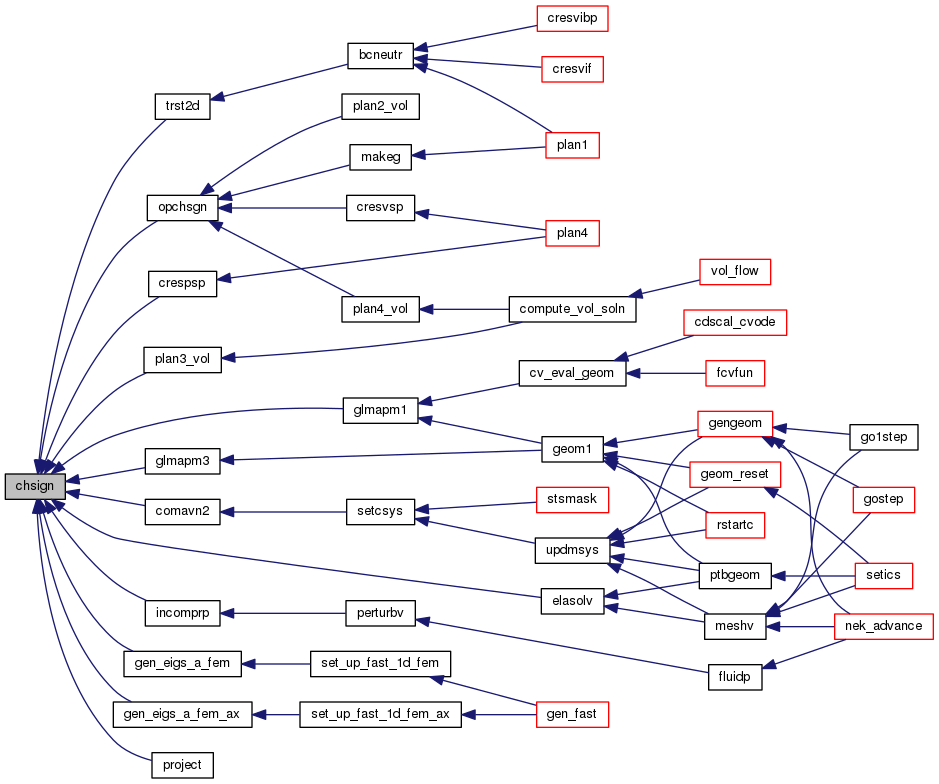 cresvibp
bcneutr
cresvif
trst2d
plan2_vol
plan1
makeg
opchsgn
cresvsp
plan4
vol_flow
crespsp
plan4_vol
compute_vol_soln
cdscal_cvode
plan3_vol
cv_eval_geom
fcvfun
glmapm1
gengeom
go1step
geom1
glmapm3
geom_reset
chsign
stsmask
gostep
comavn2
setcsys
rstartc
updmsys
ptbgeom
setics
elasolv
incomprp
perturbv
meshv
nek_advance
gen_eigs_a_fem
set_up_fast_1d_fem
fluidp
gen_eigs_a_fem_ax
set_up_fast_1d_fem_ax
gen_fast
project